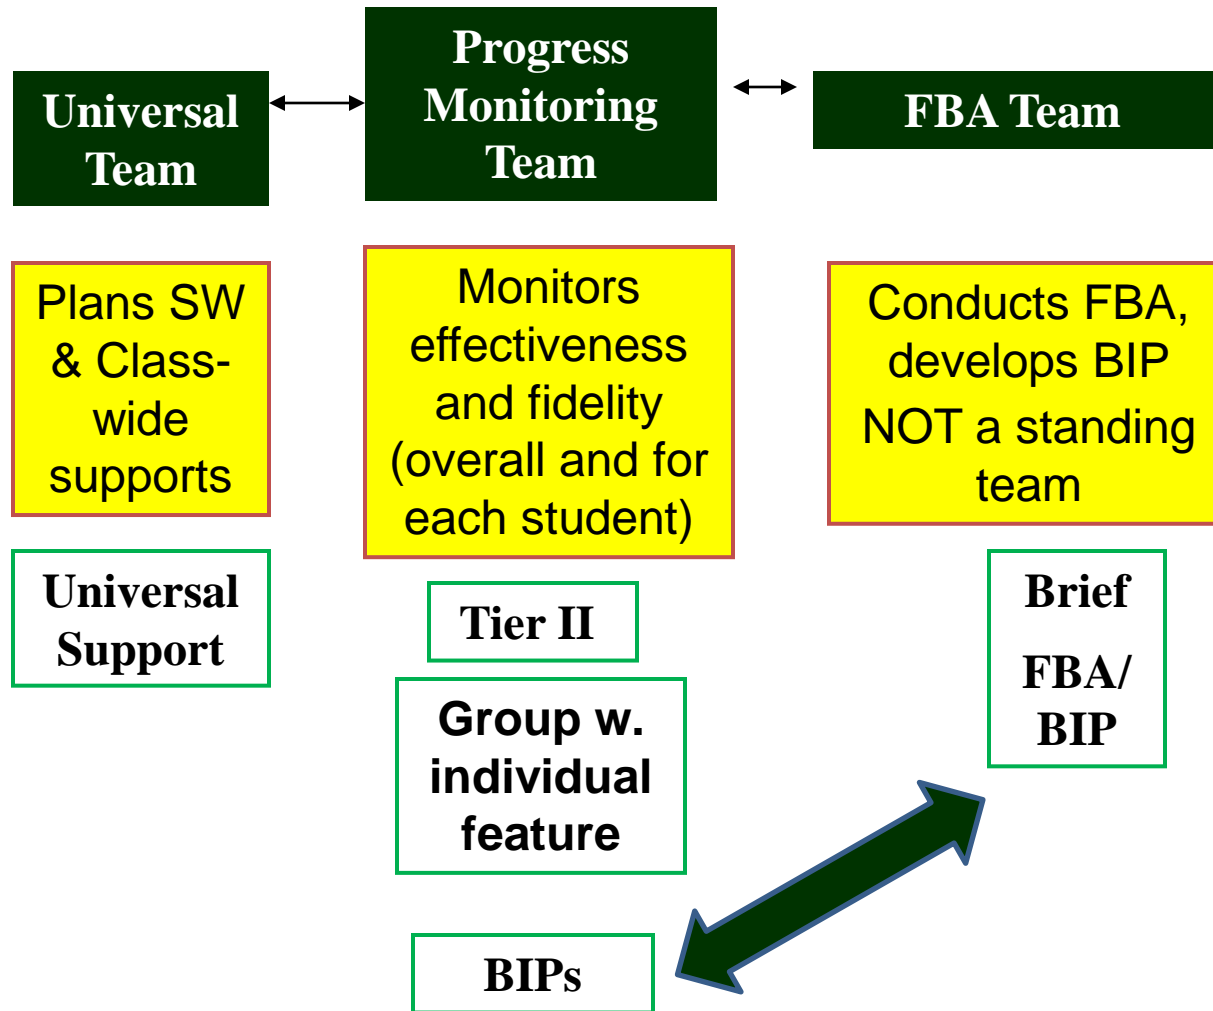 Universal
Team
Progress
Monitoring
Team
FBA Team
Plans SW
& Class-
wide
supports
Monitors
effectiveness
and fidelity
(overall and for
each student)
Conducts FBA,
develops BIP
NOT a standing
team
Universal
Support
Tier II
Group w.
individual
feature
BIPs
Brief
FBA/
BIP